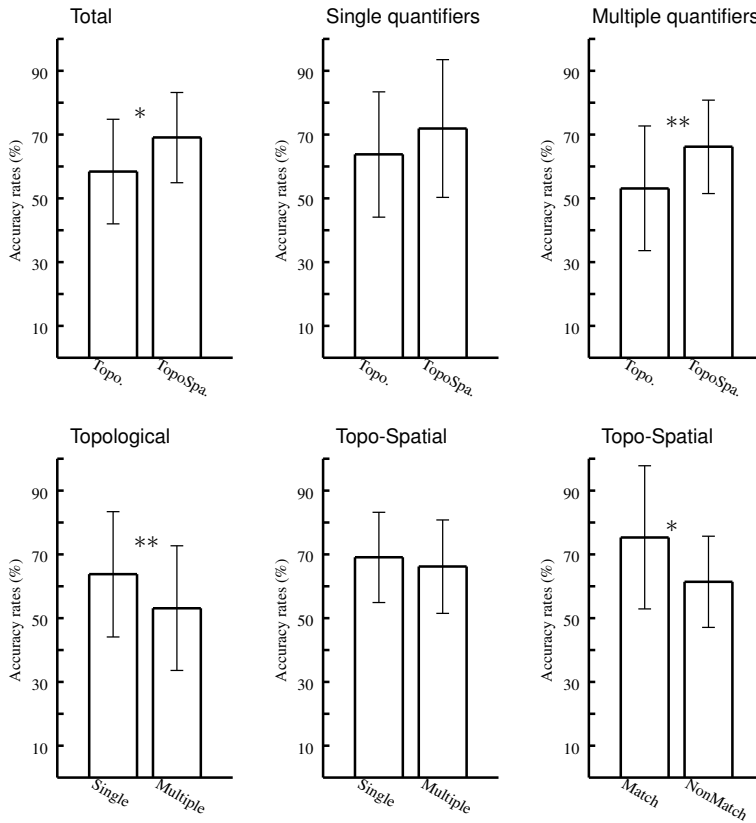 Total
Single quantifiers
Multiple quantifiers
Accuracy rates (%)
90
70
50
30
10
*
Topo.
TopoSpa.
Accuracy rates (%)
90
70
50
30
10
Topo.
TopoSpa.
Accuracy rates (%)
90
70
50
30
10
**
Topo.
TopoSpa.
Topological
Topo-Spatial
Topo-Spatial
Accuracy rates (%)
90
70
50
30
10
**
Single
Multiple
Accuracy rates (%)
90
70
50
30
10
Single
Multiple
Accuracy rates (%)
90
70
50
30
10
*
Match
NonMatch